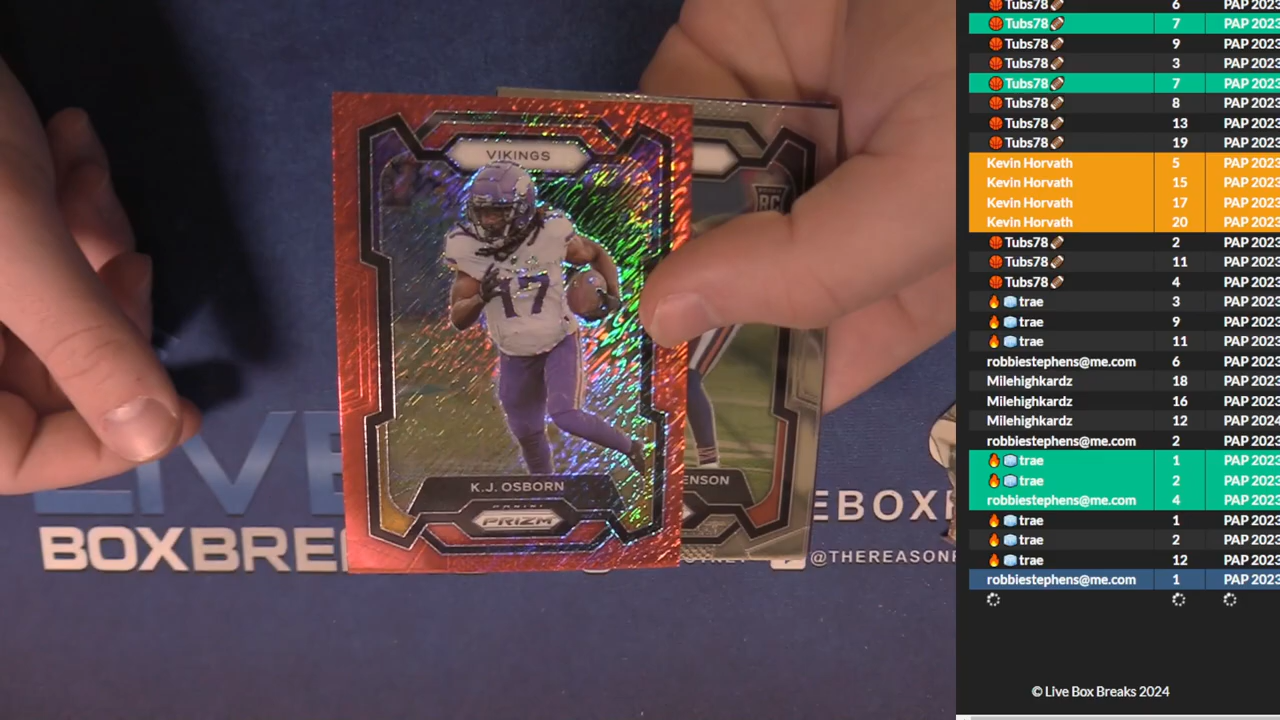 VIKINGS
RC
17
K.J. OSBORN
ENSON
PANINI
PRIZM
LIVE
BOXBRE
EBOX
@THEREASON
Tubs78 6 PAP 2023
Tubs78 7 PAP 2023
Tubs78 9 PAP 2023
Tubs78 3 PAP 2023
Tubs78 7 PAP 2023
Tubs78 8 PAP 2023
Tubs78 13 PAP 2023
Tubs78 19 PAP 2023
Kevin Horvath 5 PAP 2023
Kevin Horvath 15 PAP 2023
Kevin Horvath 17 PAP 2023
Kevin Horvath 20 PAP 2023
Tubs78 2 PAP 2023
Tubs78 11 PAP 2023
Tubs78 4 PAP 2023
trae 3 PAP 2023
trae 9 PAP 2023
trae 11 PAP 2023
robbiestephens@me.com 6 PAP 2023
Milehighkardz 18 PAP 2023
Milehighkardz 16 PAP 2023
Milehighkardz 12 PAP 2024
robbiestephens@me.com 2 PAP 2023
trae 1 PAP 2023
trae 2 PAP 2023
robbiestephens@me.com 4 PAP 2023
trae 1 PAP 2023
trae 2 PAP 2023
trae 12 PAP 2023
robbiestephens@me.com 1 PAP 2023
© Live Box Breaks 2024